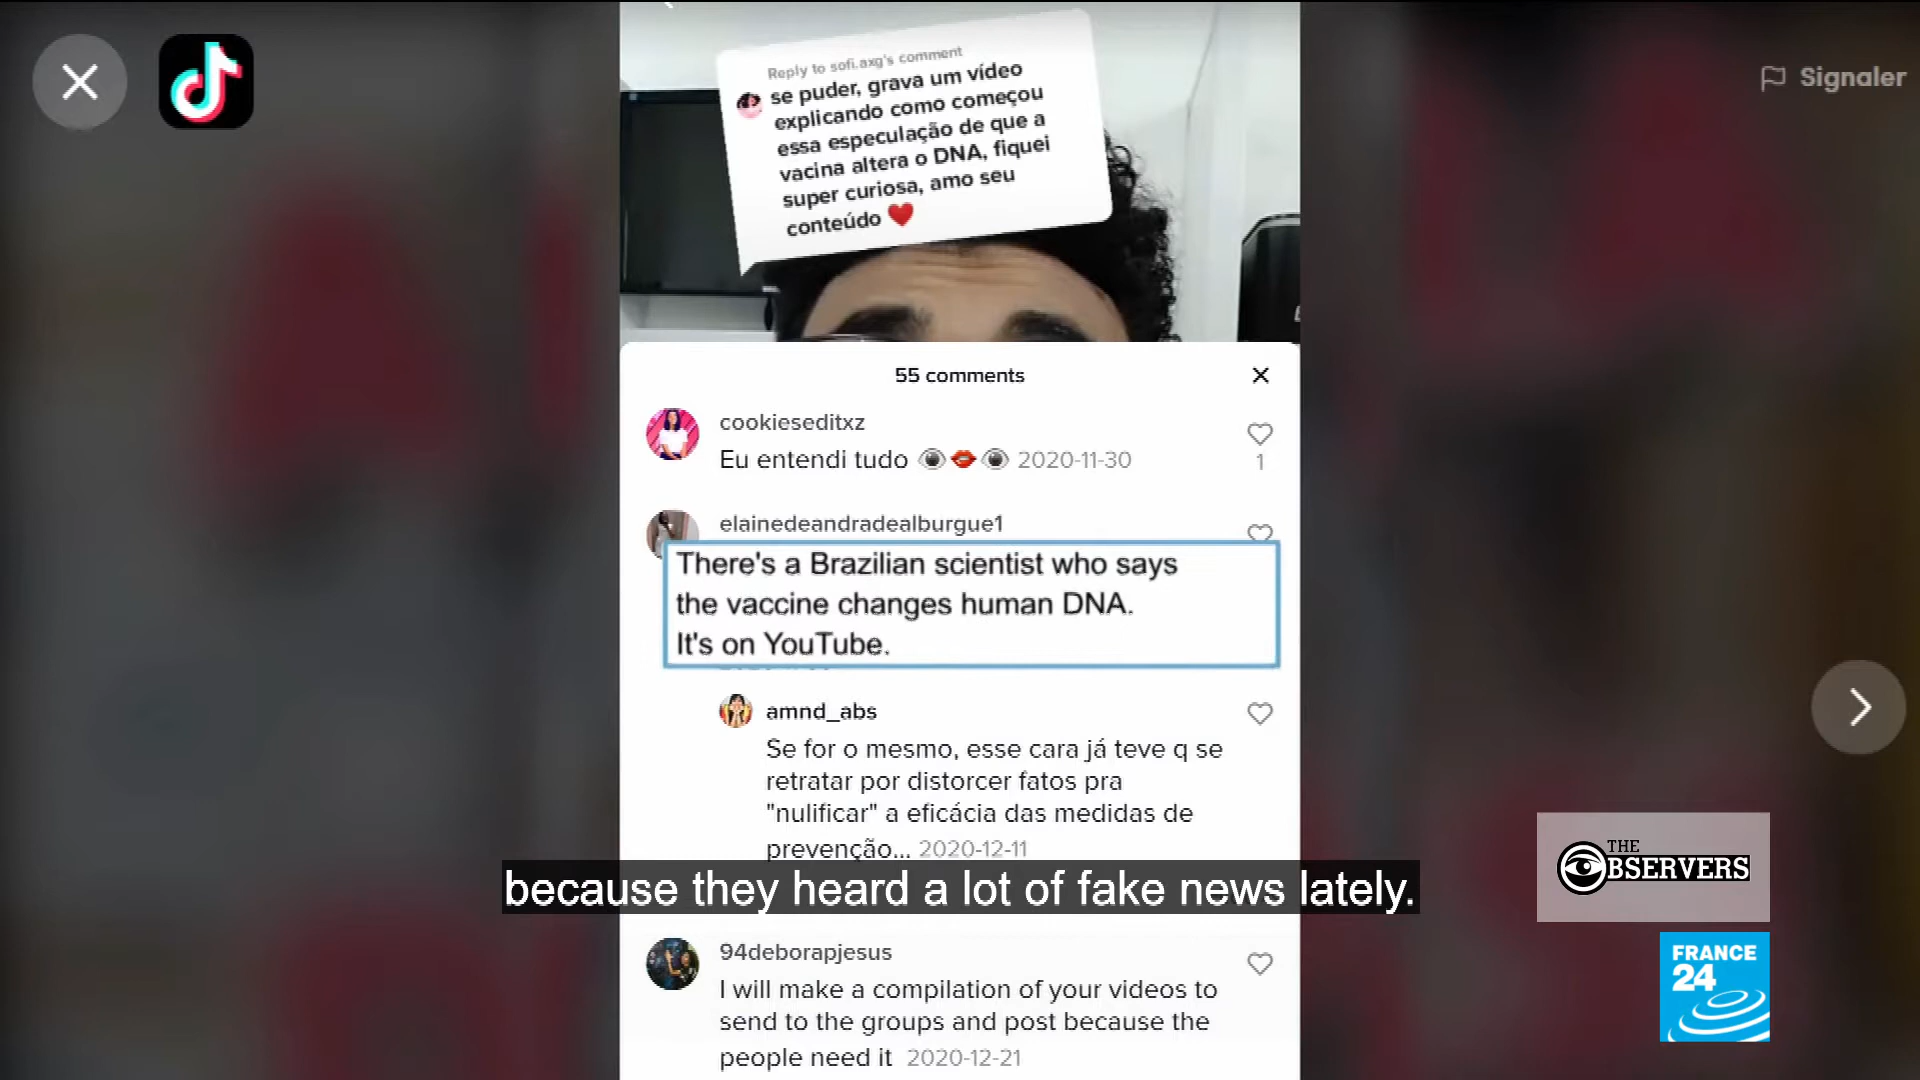 Signaler
Reply to sofi.axg's comment
se puder, grava um vídeo
explicando como começou
essa especulação de que a
vacina altera o DNA, fiquei
super curiosa, amo seu
conteúdo ❤️
55 comments
cookieseditxz
Eu entendi tudo 👁️👄👁️ 2020-11-30
1
elainedeandradealburgue1
There's a Brazilian scientist who says
the vaccine changes human DNA.
It's on YouTube.
amnd_abs
Se for o mesmo, esse cara já teve q se
retratar por distorcer fatos pra
"nulificar" a eficácia das medidas de
prevenção... 2020-12-11
because they heard a lot of fake news lately.
94deborapjesus
I will make a compilation of your videos to
send to the groups and post because the
people need it 2020-12-21
THE
OBSERVERS
FRANCE
24